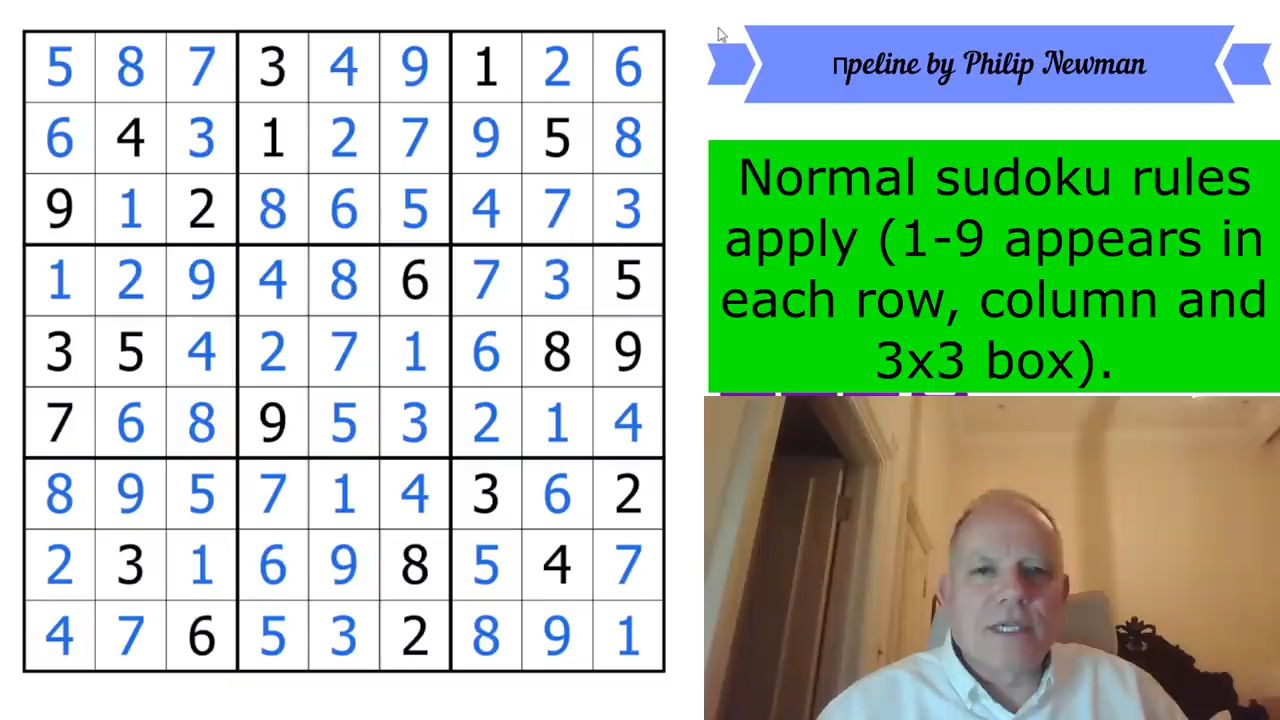 5 8 7 3 4 9 1 2 6
6 4 3 1 2 7 9 5 8
9 1 2 8 6 5 4 7 3
1 2 9 4 8 6 7 3 5
3 5 4 2 7 1 6 8 9
7 6 8 9 5 3 2 1 4
8 9 5 7 1 4 3 6 2
2 3 1 6 9 8 5 4 7
4 7 6 5 3 2 8 9 1
πpeline by Philip Newman
Normal sudoku rules
apply (1-9 appears in
each row, column and
3x3 box).